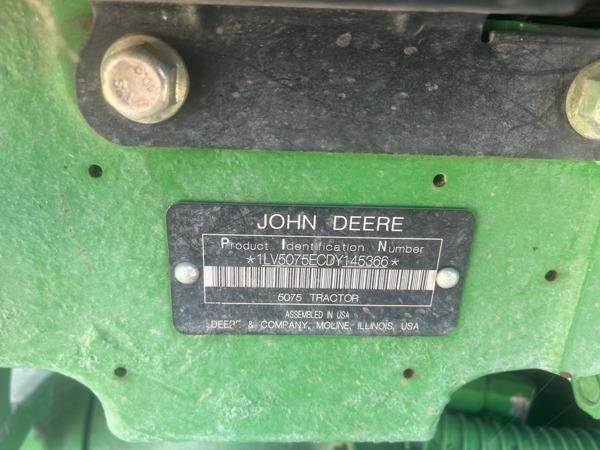 JOHN DEERE
Product Identification Number
*1LV5075ECDY145366*
5075 TRACTOR
ASSEMBLED IN USA
DEERE & COMPANY, MOLINE, ILLINOIS, USA